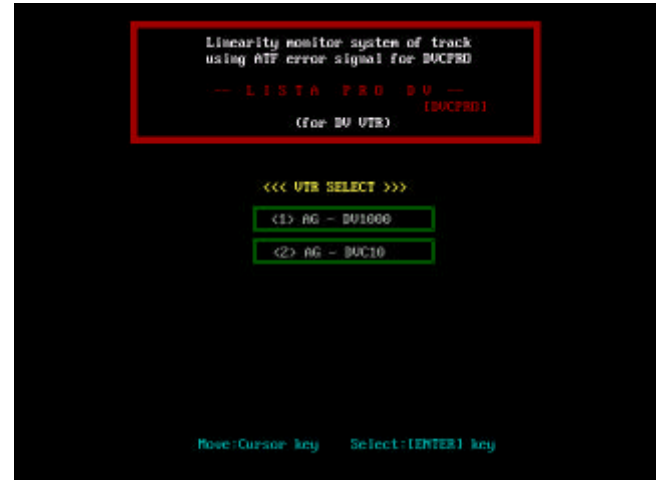 Linearity monitor system of track
using ATF error signal for DVCPRO
-- L I S T A   P R O   D V --
[DVCPRO]
(for DV VTR)
<<< VTR SELECT >>>
<1> AG - DV1000
<2> AG - DVC10
Move:Cursor key   Select:[ENTER] key